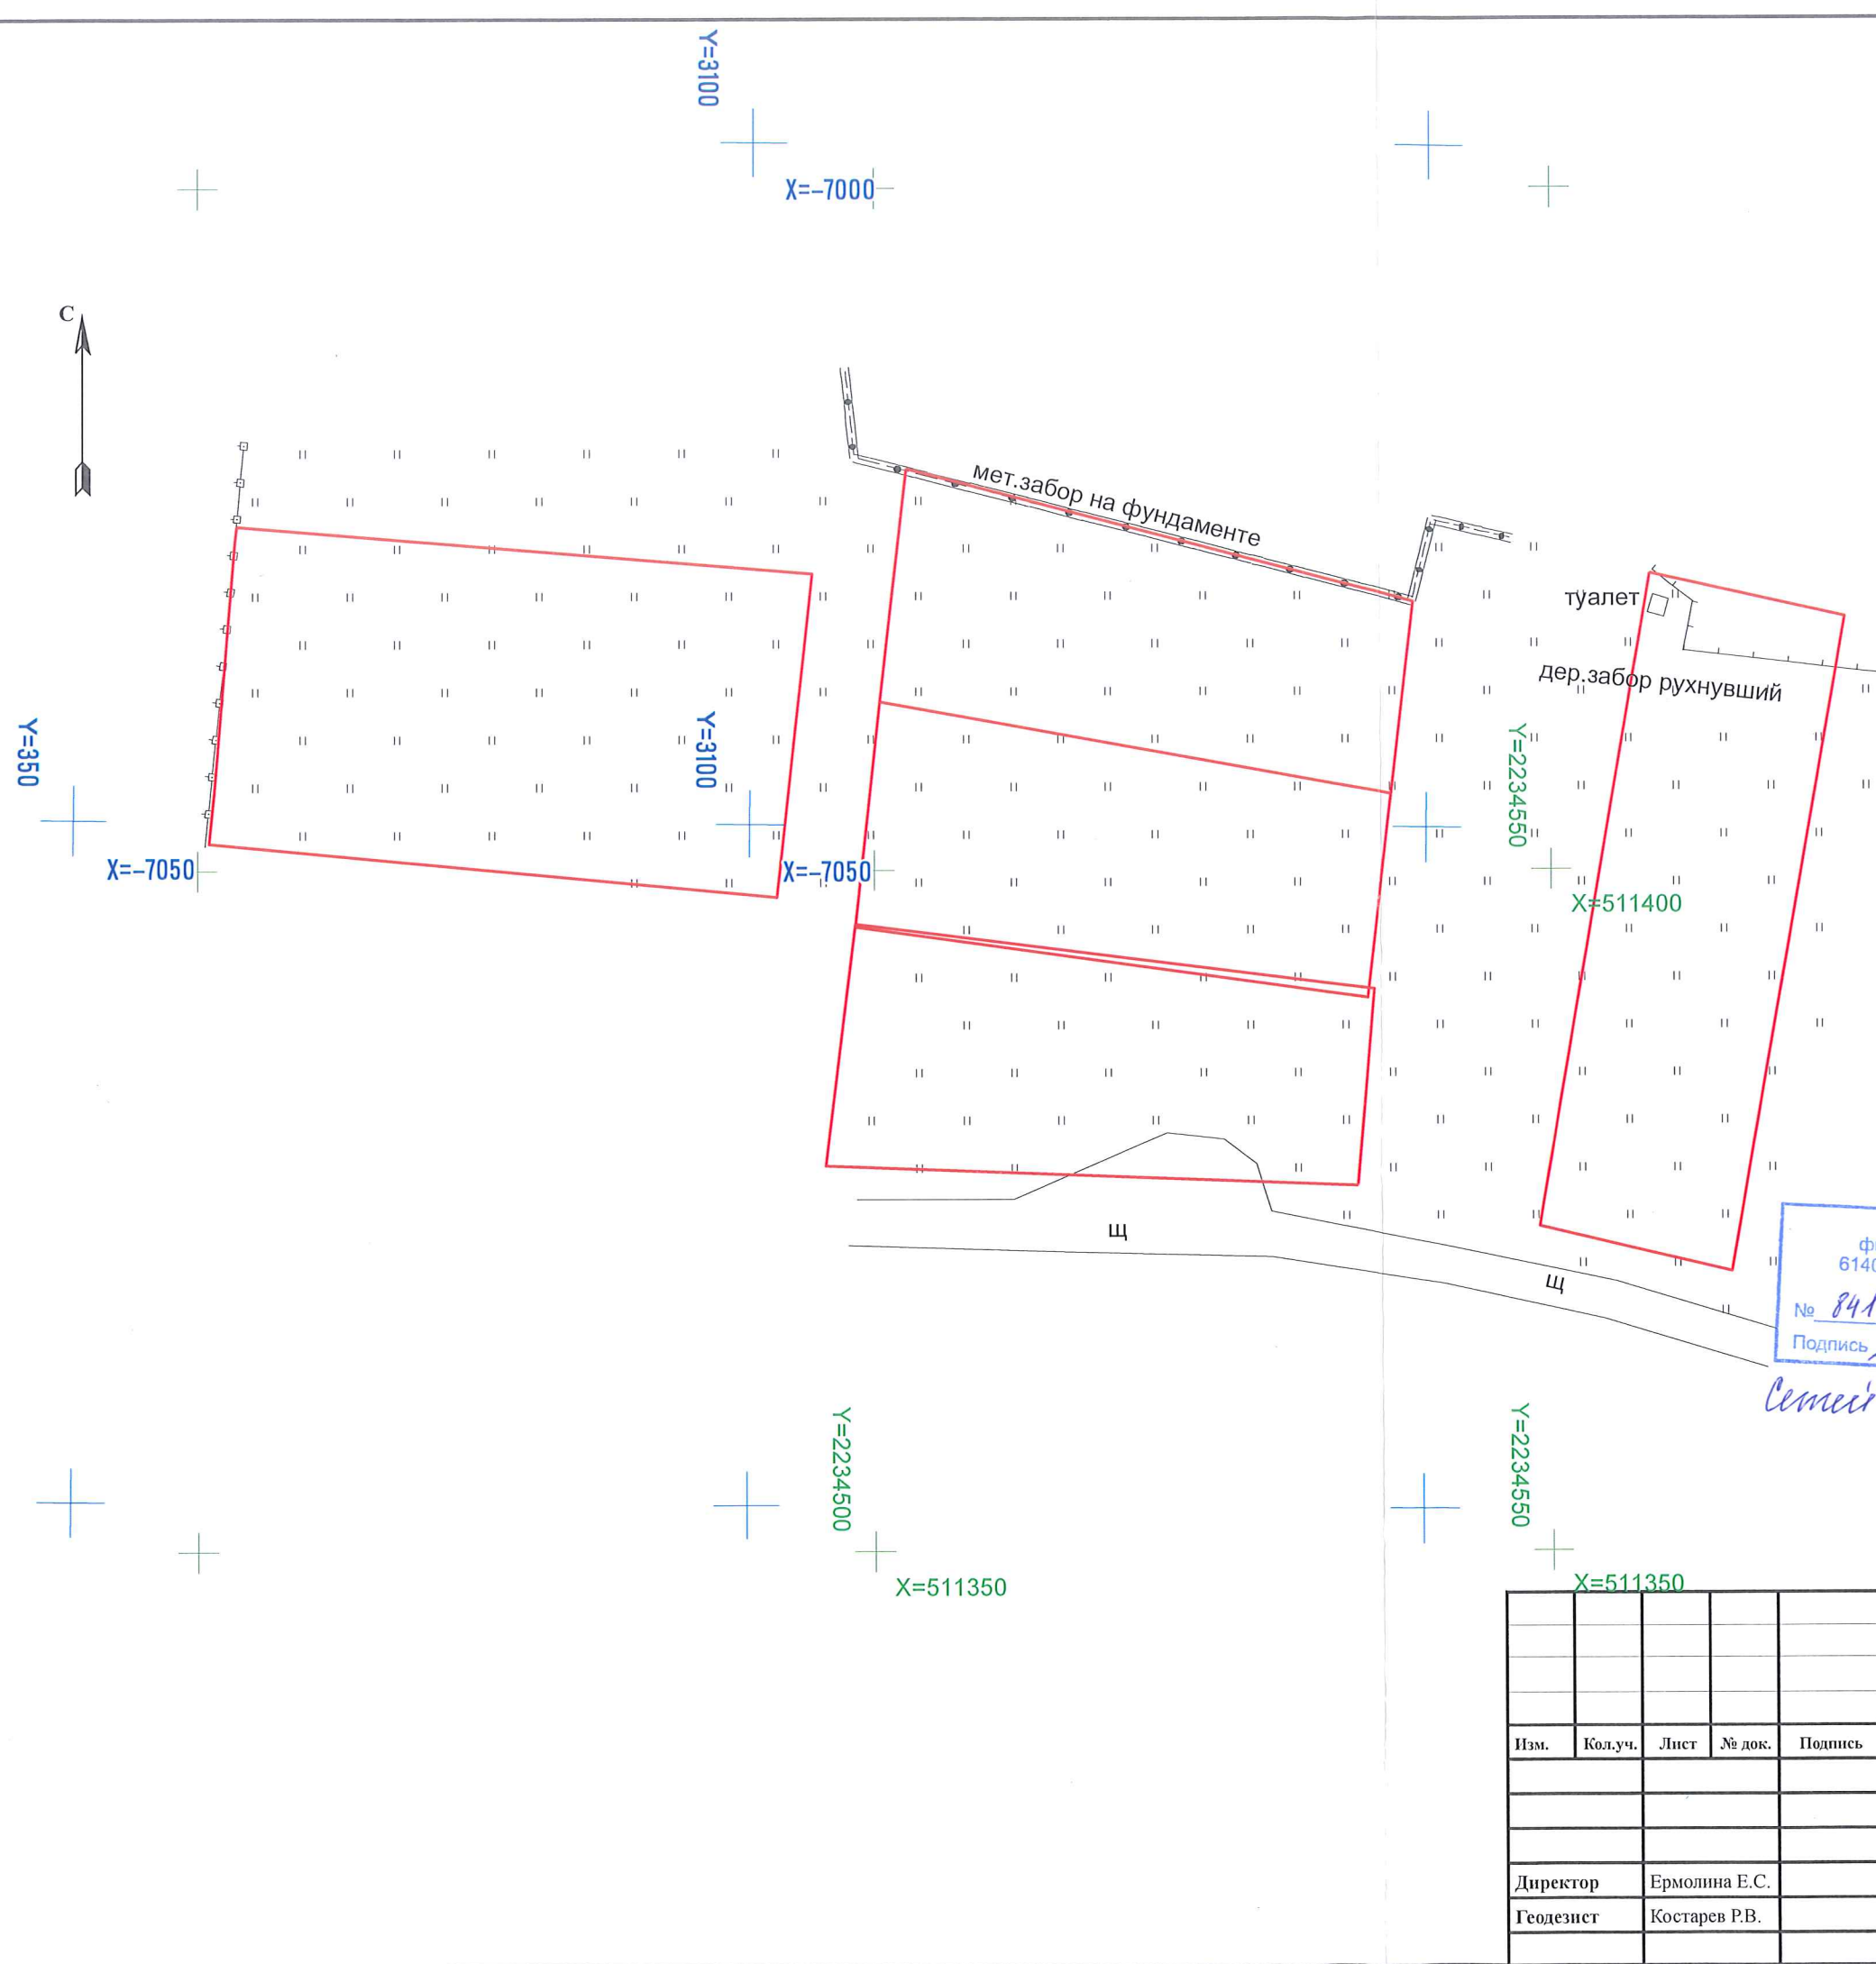 Y=3100
X=-7000
С
мет.забор на фундаменте
туалет
дер.забор рухнувший
Y=350
Y=3100
Y=2234550
X=-7050
X=-7050
X=511400
Щ
Щ
№ 841
Подпись
Y=2234500
Y=2234550
X=511350
X=511350
Изм. Кол.уч. Лист № док. Подпись
Директор Ермолина Е.С.
Геодезист Костарев Р.В.